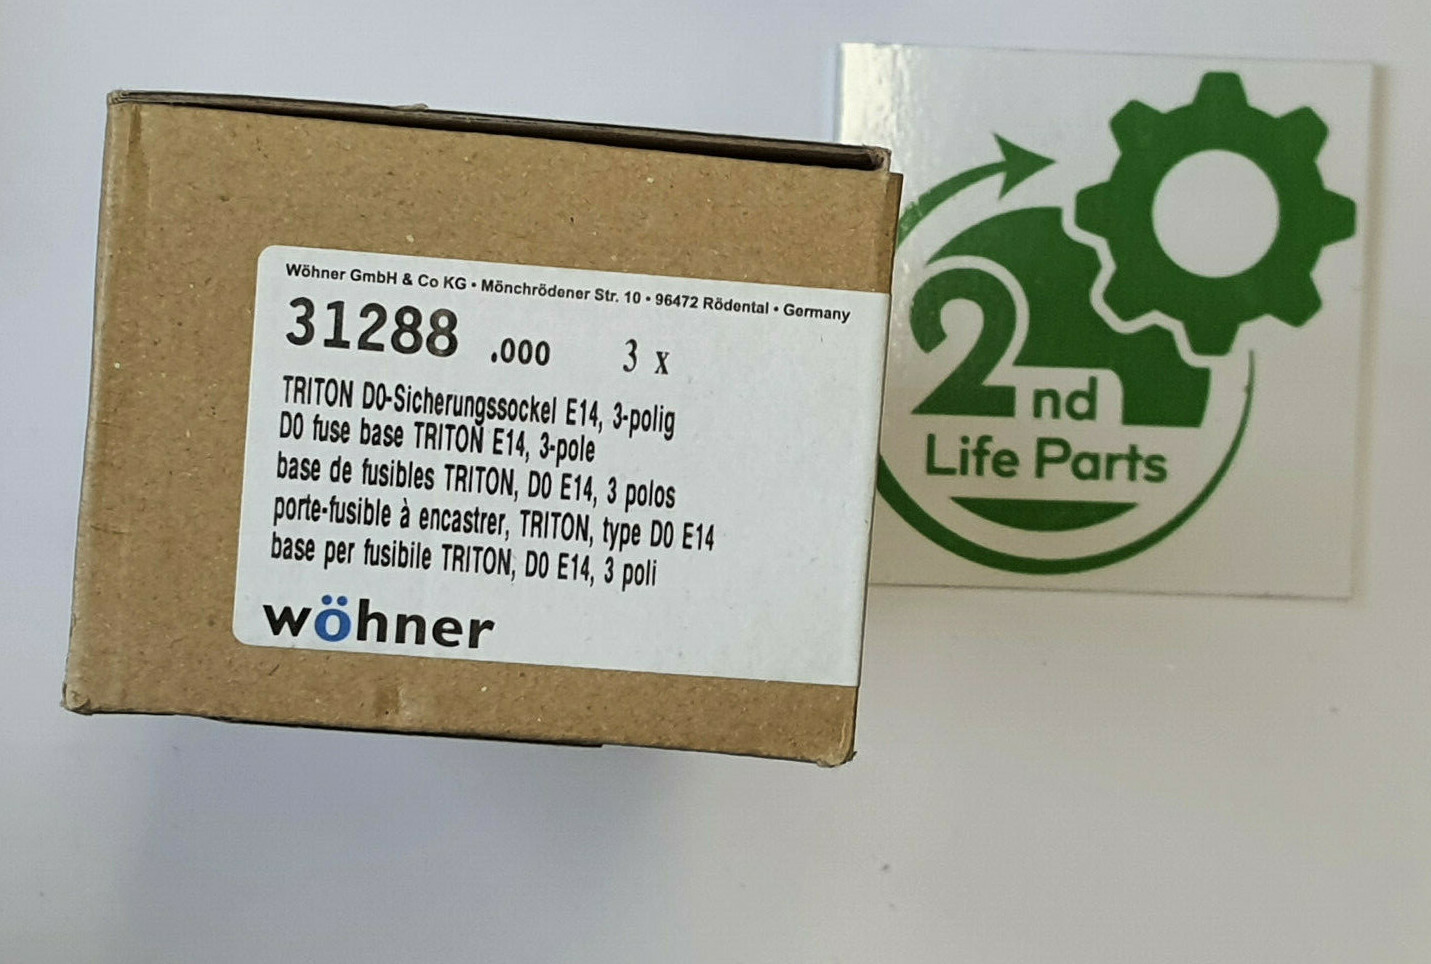 Wöhner GmbH & Co KG • Mönchrödener Str. 10 • 96472 Rödental • Germany
31288 .000 3 x
TRITON D0-Sicherungssockel E14, 3-polig
D0 fuse base TRITON E14, 3-pole
base de fusibles TRITON, D0 E14, 3 polos
porte-fusible à encastrer, TRITON, type D0 E14
base per fusibile TRITON, D0 E14, 3 poli
wöhner
2nd
Life Parts